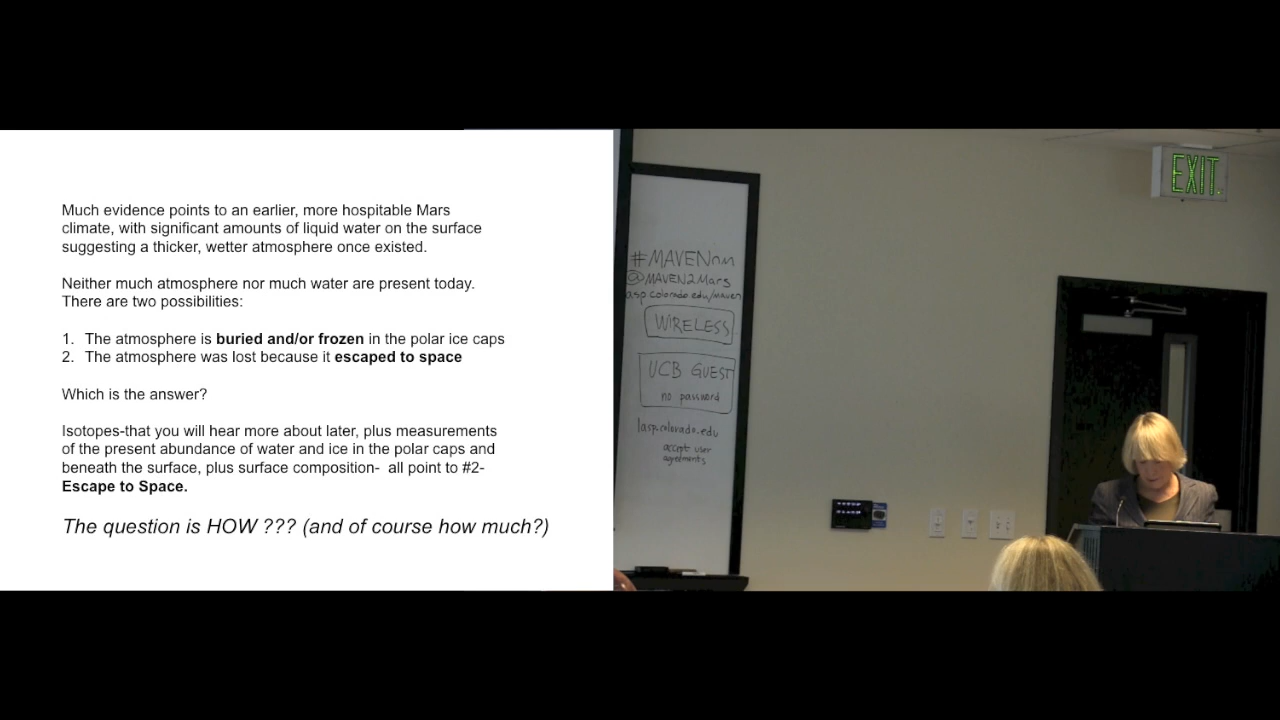 Much evidence points to an earlier, more hospitable Mars
climate, with significant amounts of liquid water on the surface
suggesting a thicker, wetter atmosphere once existed.
Neither much atmosphere nor much water are present today.
There are two possibilities:
1. The atmosphere is buried and/or frozen in the polar ice caps
2. The atmosphere was lost because it escaped to space
Which is the answer?
Isotopes-that you will hear more about later, plus measurements
of the present abundance of water and ice in the polar caps and
beneath the surface, plus surface composition- all point to #2-
Escape to Space.
The question is HOW ??? (and of course how much?)
#MAVENnm
@MAVEN2Mars
asp.colorado.edu/maven
WIRELESS
UCB GUEST
no password
lasp.colorado.edu
accept user
agreements
EXIT